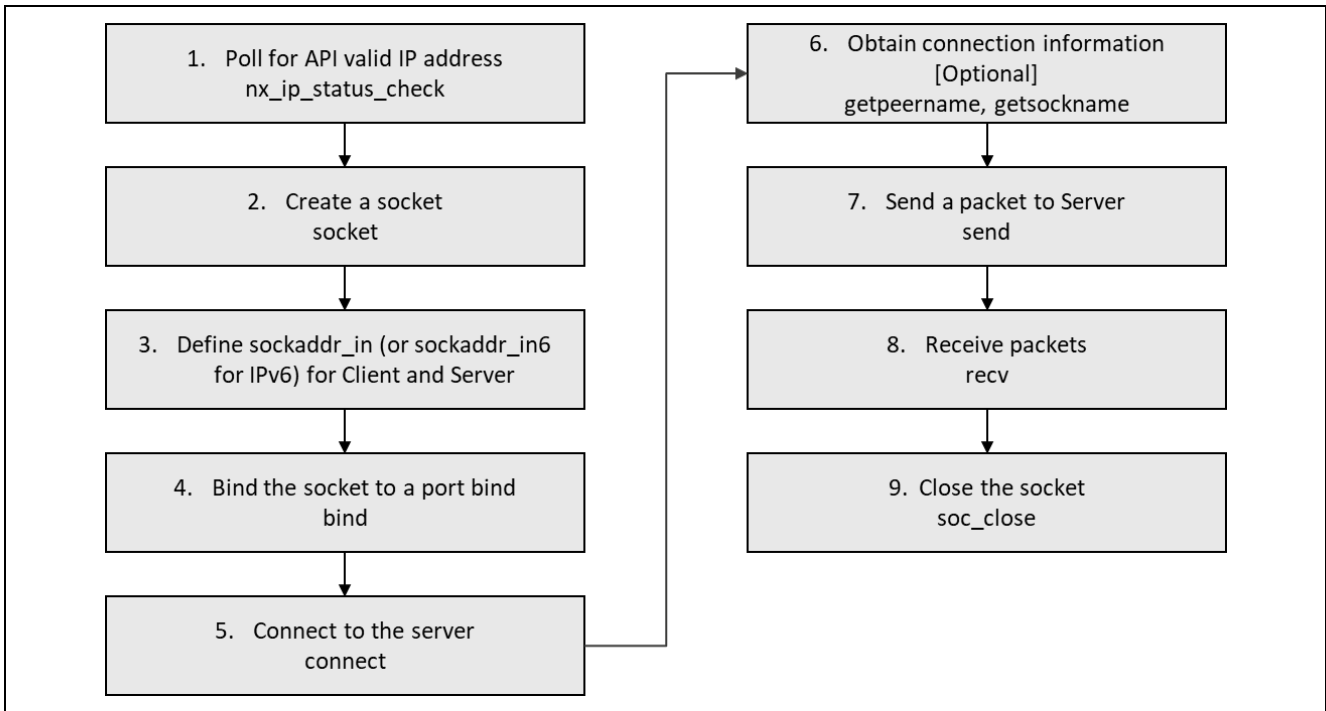 1. Poll for API valid IP address
nx_ip_status_check
2. Create a socket
socket
3. Define sockaddr_in (or sockaddr_in6
for IPv6) for Client and Server
4. Bind the socket to a port bind
bind
5. Connect to the server
connect
6. Obtain connection information
[Optional]
getpeername, getsockname
7. Send a packet to Server
send
8. Receive packets
recv
9. Close the socket
soc_close